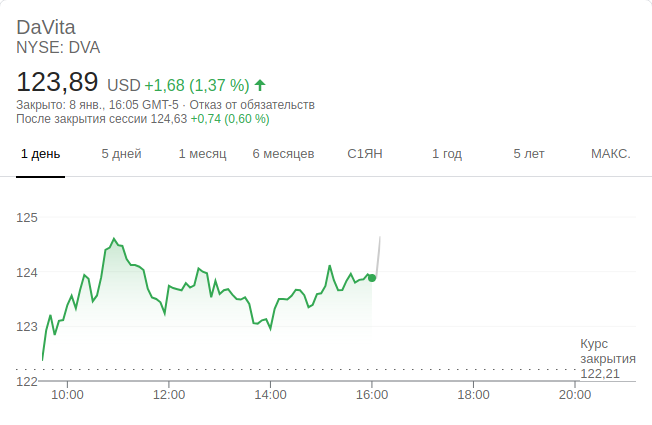 DaVita
NYSE: DVA
123,89 USD +1,68 (1,37 %)
Закрыто: 8 янв., 16:05 GMT-5 · Отказ от обязательств
После закрытия сессии 124,63 +0,74 (0,60 %)
1 день 5 дней 1 месяц 6 месяцев С1ЯН 1 год 5 лет МАКС.
125
124
123
Курс
закрытия
122,21
122
10:00 12:00 14:00 16:00 18:00 20:00